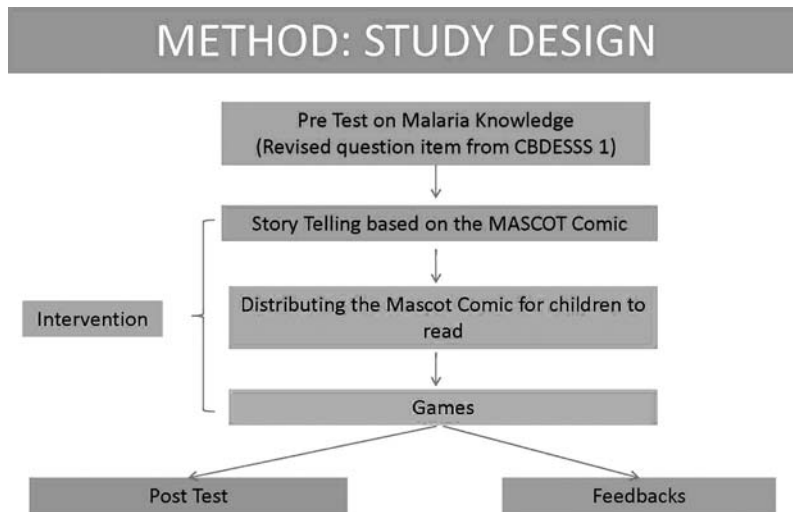 METHOD: STUDY DESIGN
Pre Test on Malaria Knowledge
(Revised question item from CBDESSS 1)
Story Telling based on the MASCOT Comic
Intervention
Distributing the Mascot Comic for children to
read
Games
Post Test
Feedbacks